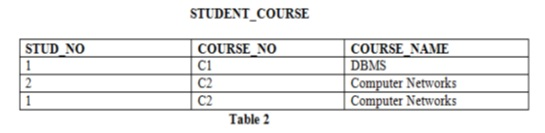 STUDENT_COURSE
STUD_NO COURSE_NO COURSE_NAME
1 C1 DBMS
2 C2 Computer Networks
1 C2 Computer Networks
Table 2